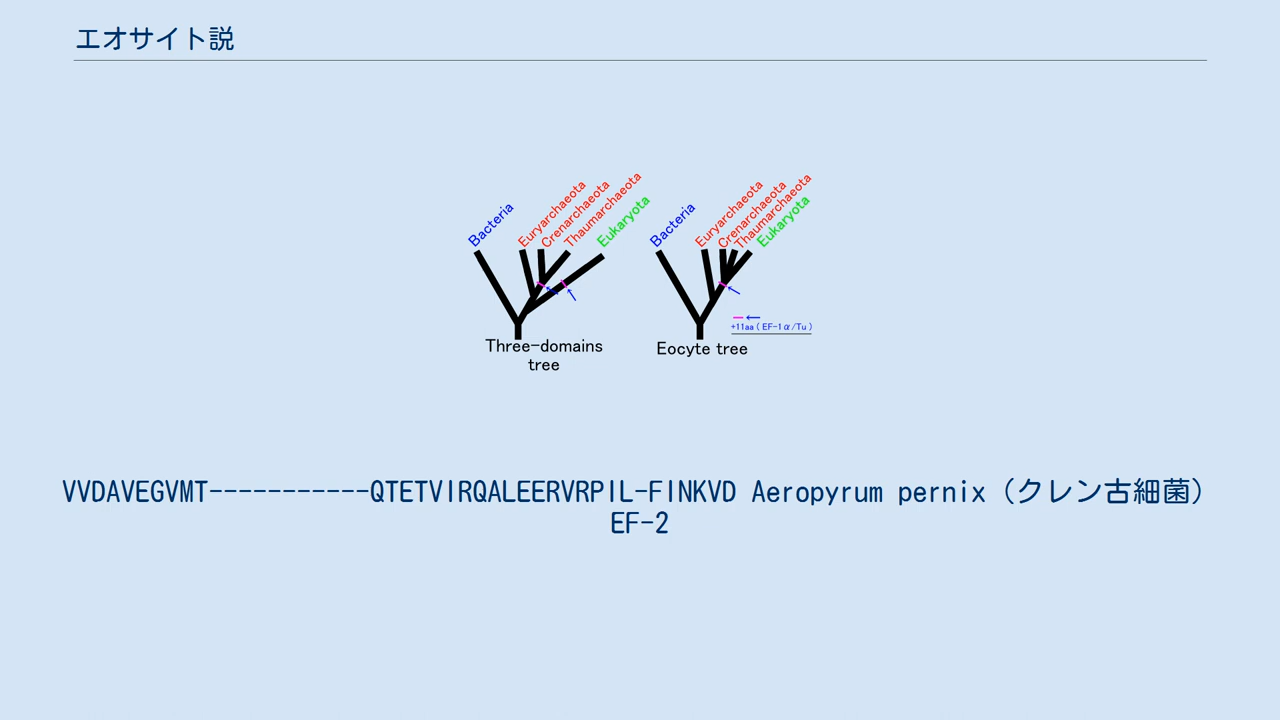 エオサイト説
Bacteria
Euryarchaeota
Crenarchaeota
Thaumarchaeota
Eukaryota
Three-domains
tree
Bacteria
Euryarchaeota
Crenarchaeota
Thaumarchaeota
Eukaryota
+11aa ( EF-1α/Tu )
Eocyte tree
VVDAVEGVMT-----------QTETVIRQALEERVRPIL-FINKVD Aeropyrum pernix（クレン古細菌）
EF-2